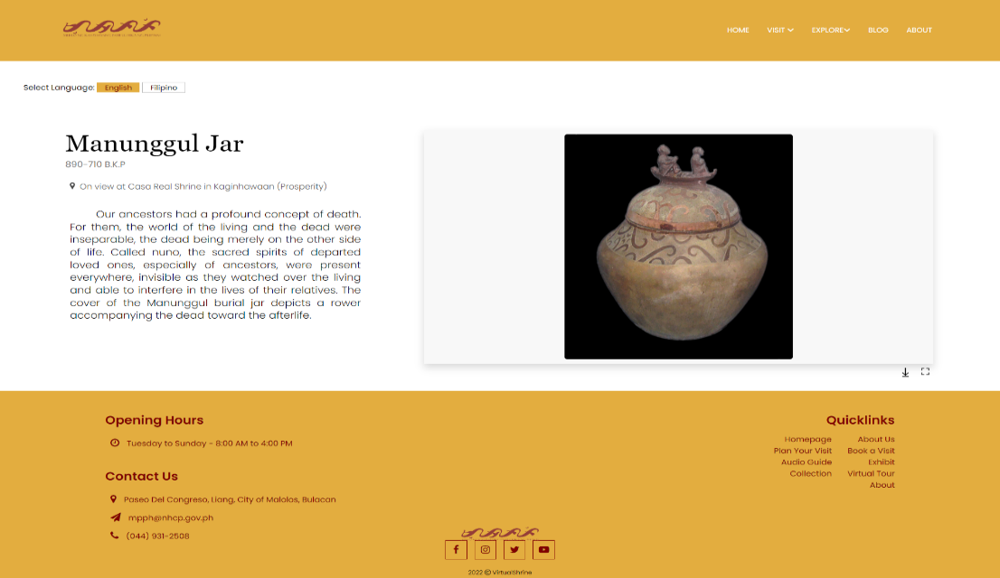 HOME VISIT EXPLORE BLOG ABOUT
Select Language: English Filipino
Manunggul Jar
890-710 B.K.P
On view at Casa Real Shrine in Kaginhawaan (Prosperity)
Our ancestors had a profound concept of death.
For them, the world of the living and the dead were
inseparable, the dead being merely on the other side
of life. Called nuno, the sacred spirits of departed
loved ones, especially of ancestors, were present
everywhere, invisible as they watched over the living
and able to interfere in the lives of their relatives. The
cover of the Manunggul burial jar depicts a rower
accompanying the dead toward the afterlife.
Opening Hours
Tuesday to Sunday - 8:00 AM to 4:00 PM
Contact Us
Paseo Del Congreso, Liang, City of Malolos, Bulacan
mpph@nhcp.gov.ph
(044) 931-2508
Quicklinks
Homepage About Us
Plan Your Visit Book a Visit
Audio Guide Exhibit
Collection Virtual Tour
About
2022 © VirtualShrine